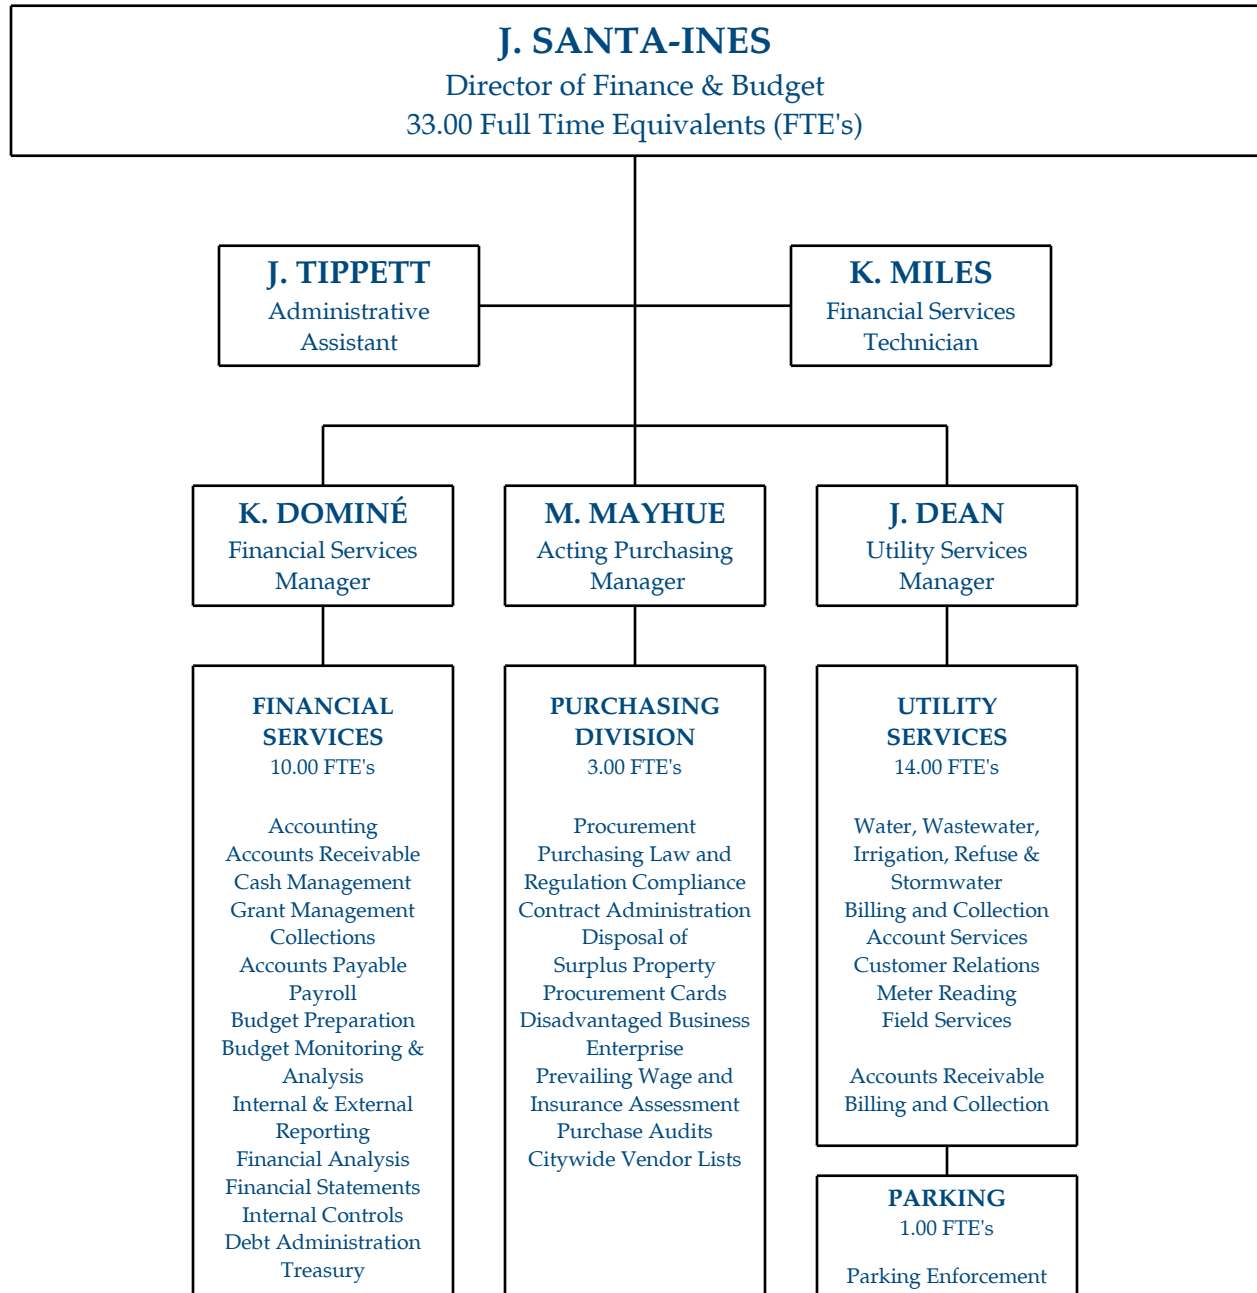 J. SANTA-INES
Director of Finance & Budget
33.00 Full Time Equivalents (FTE's)
J. TIPPETT
Administrative
Assistant
K. MILES
Financial Services
Technician
K. DOMINÉ
Financial Services
Manager
M. MAYHUE
Acting Purchasing
Manager
J. DEAN
Utility Services
Manager
FINANCIAL
SERVICES
10.00 FTE's
Accounting
Accounts Receivable
Cash Management
Grant Management
Collections
Accounts Payable
Payroll
Budget Preparation
Budget Monitoring &
Analysis
Internal & External
Reporting
Financial Analysis
Financial Statements
Internal Controls
Debt Administration
Treasury
PURCHASING
DIVISION
3.00 FTE's
Procurement
Purchasing Law and
Regulation Compliance
Contract Administration
Disposal of
Surplus Property
Procurement Cards
Disadvantaged Business
Enterprise
Prevailing Wage and
Insurance Assessment
Purchase Audits
Citywide Vendor Lists
UTILITY
SERVICES
14.00 FTE's
Water, Wastewater,
Irrigation, Refuse &
Stormwater
Billing and Collection
Account Services
Customer Relations
Meter Reading
Field Services
Accounts Receivable
Billing and Collection
PARKING
1.00 FTE's
Parking Enforcement